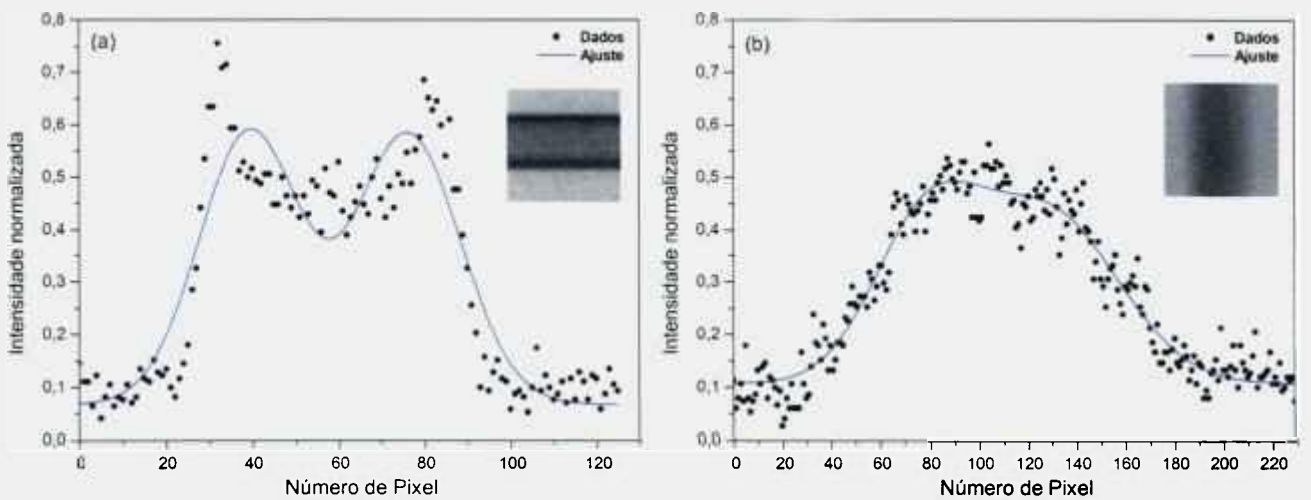 (a)
Dados
Ajuste
0,8
0,7
0,6
0,5
0,4
0,3
0,2
0,1
0,0
Intensidade normalizada
0 20 40 60 80 100 120
Número de Pixel
(b)
Dados
Ajuste
0,8
0,7
0,6
0,5
0,4
0,3
0,2
0,1
0,0
Intensidade normalizada
0 20 40 60 80 100 120 140 160 180 200 220
Número de Pixel